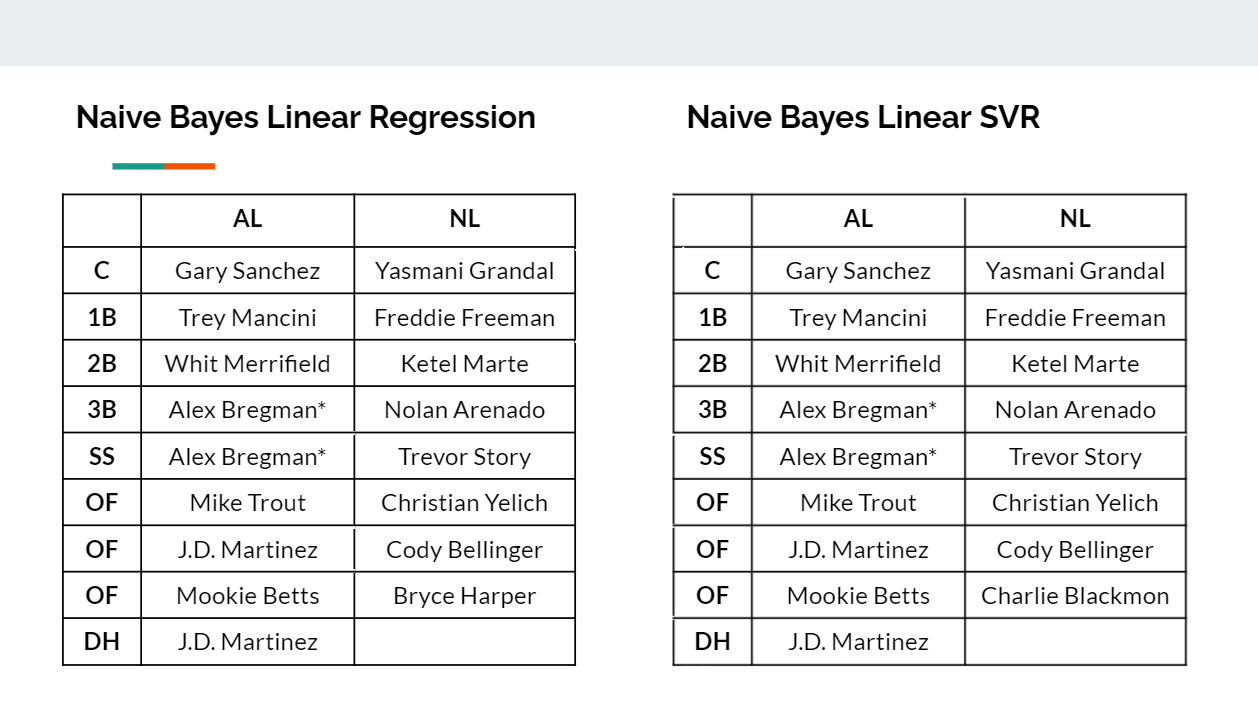 Naive Bayes Linear Regression
AL NL
C Gary Sanchez Yasmani Grandal
1B Trey Mancini Freddie Freeman
2B Whit Merrifield Ketel Marte
3B Alex Bregman* Nolan Arenado
SS Alex Bregman* Trevor Story
OF Mike Trout Christian Yelich
OF J.D. Martinez Cody Bellinger
OF Mookie Betts Bryce Harper
DH J.D. Martinez
Naive Bayes Linear SVR
AL NL
C Gary Sanchez Yasmani Grandal
1B Trey Mancini Freddie Freeman
2B Whit Merrifield Ketel Marte
3B Alex Bregman* Nolan Arenado
SS Alex Bregman* Trevor Story
OF Mike Trout Christian Yelich
OF J.D. Martinez Cody Bellinger
OF Mookie Betts Charlie Blackmon
DH J.D. Martinez